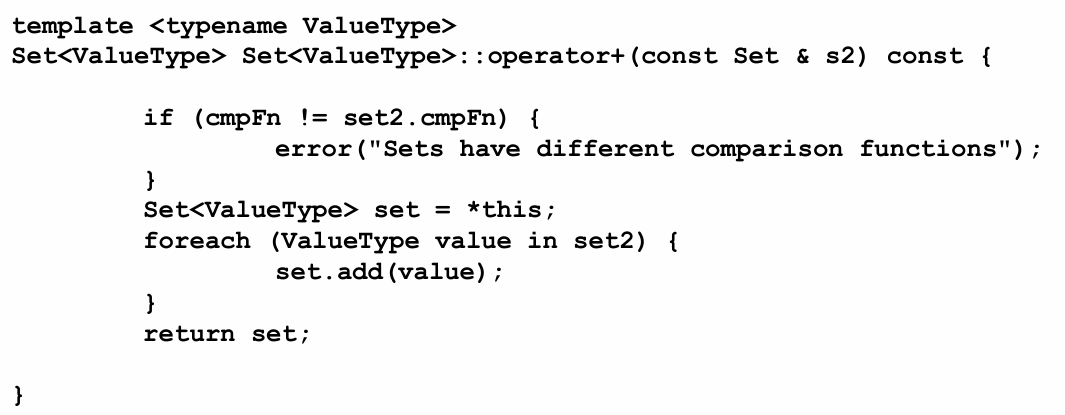 template <typename ValueType>
Set<ValueType> Set<ValueType>::operator+(const Set & s2) const {
if (cmpFn != set2.cmpFn) {
error("Sets have different comparison functions");
}
Set<ValueType> set = *this;
foreach (ValueType value in set2) {
set.add(value);
}
return set;
}